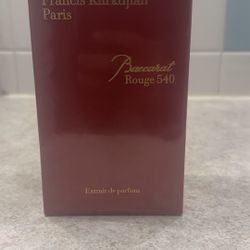 Francis Kurkdjian
Paris
Baccarat
Rouge 540
Extrait de parfum